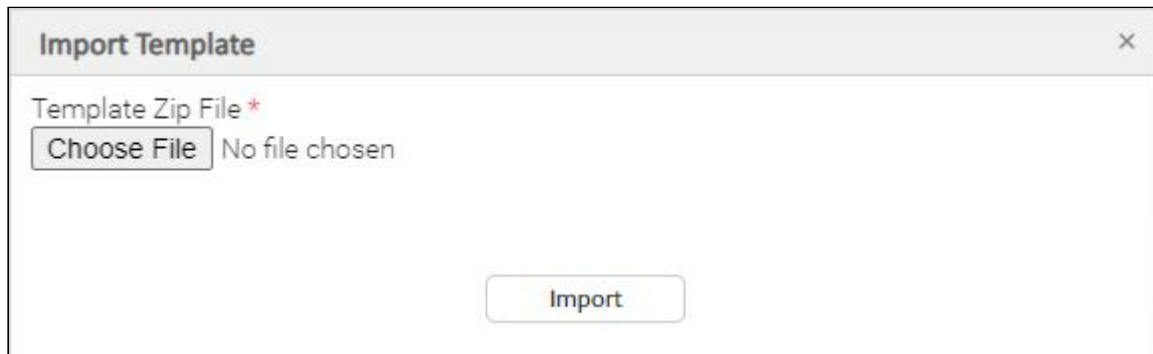 Import Template ×
Template Zip File *
Choose File No file chosen
Import